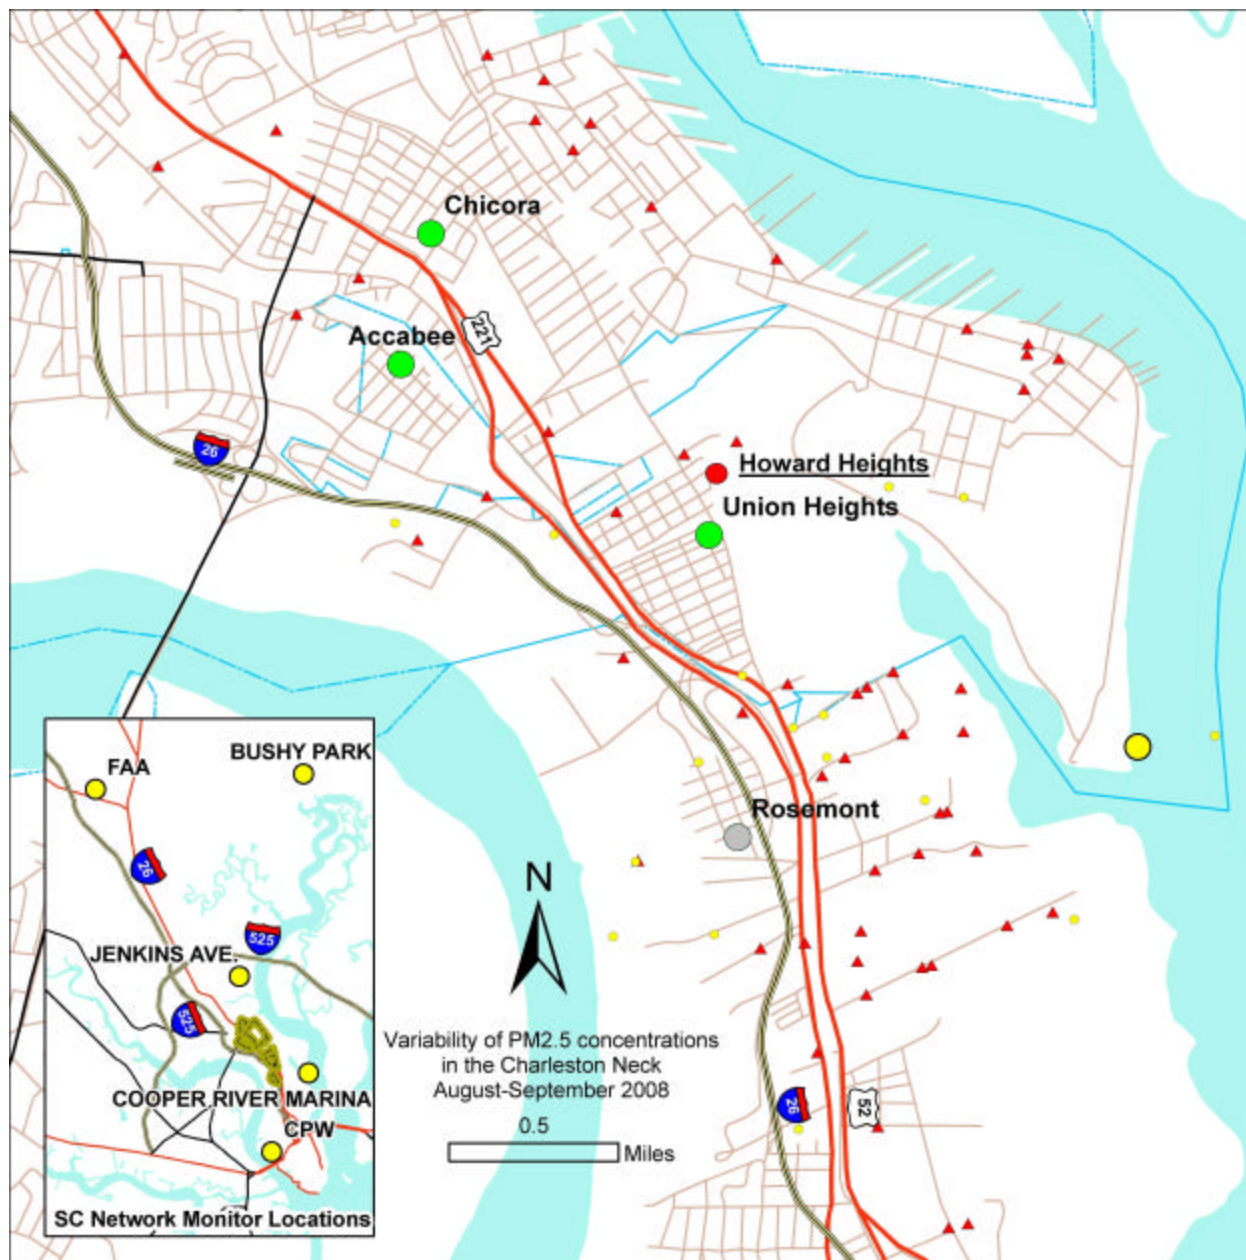 Chicora
221
Accabee
26
Howard Heights
Union Heights
Rosemont
N
Variability of PM2.5 concentrations
in the Charleston Neck
August-September 2008
0.5
Miles
26
52
FAA
BUSHY PARK
26
525
JENKINS AVE.
525
COOPER RIVER MARINA
CPW
SC Network Monitor Locations